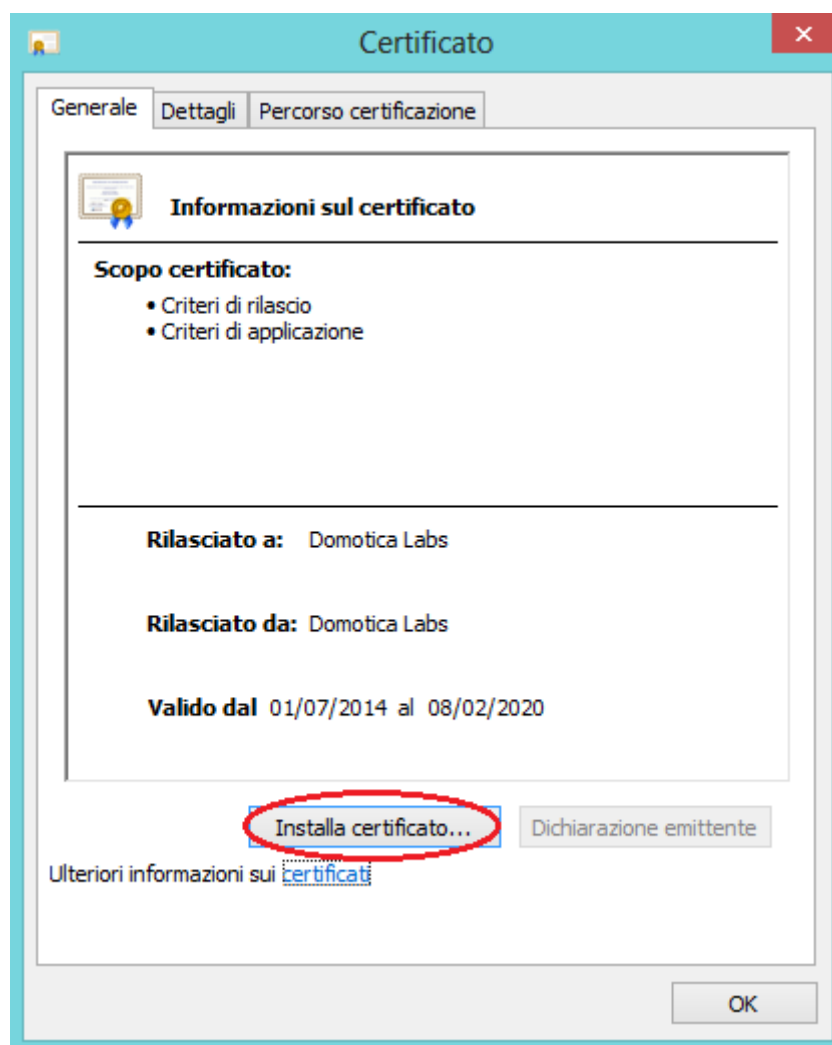 Certificato
Generale Dettagli Percorso certificazione
Informazioni sul certificato
Scopo certificato:
• Criteri di rilascio
• Criteri di applicazione
Rilasciato a: Domotica Labs
Rilasciato da: Domotica Labs
Valido dal 01/07/2014 al 08/02/2020
Installa certificato... Dichiarazione emittente
Ulteriori informazioni sui certificati
OK